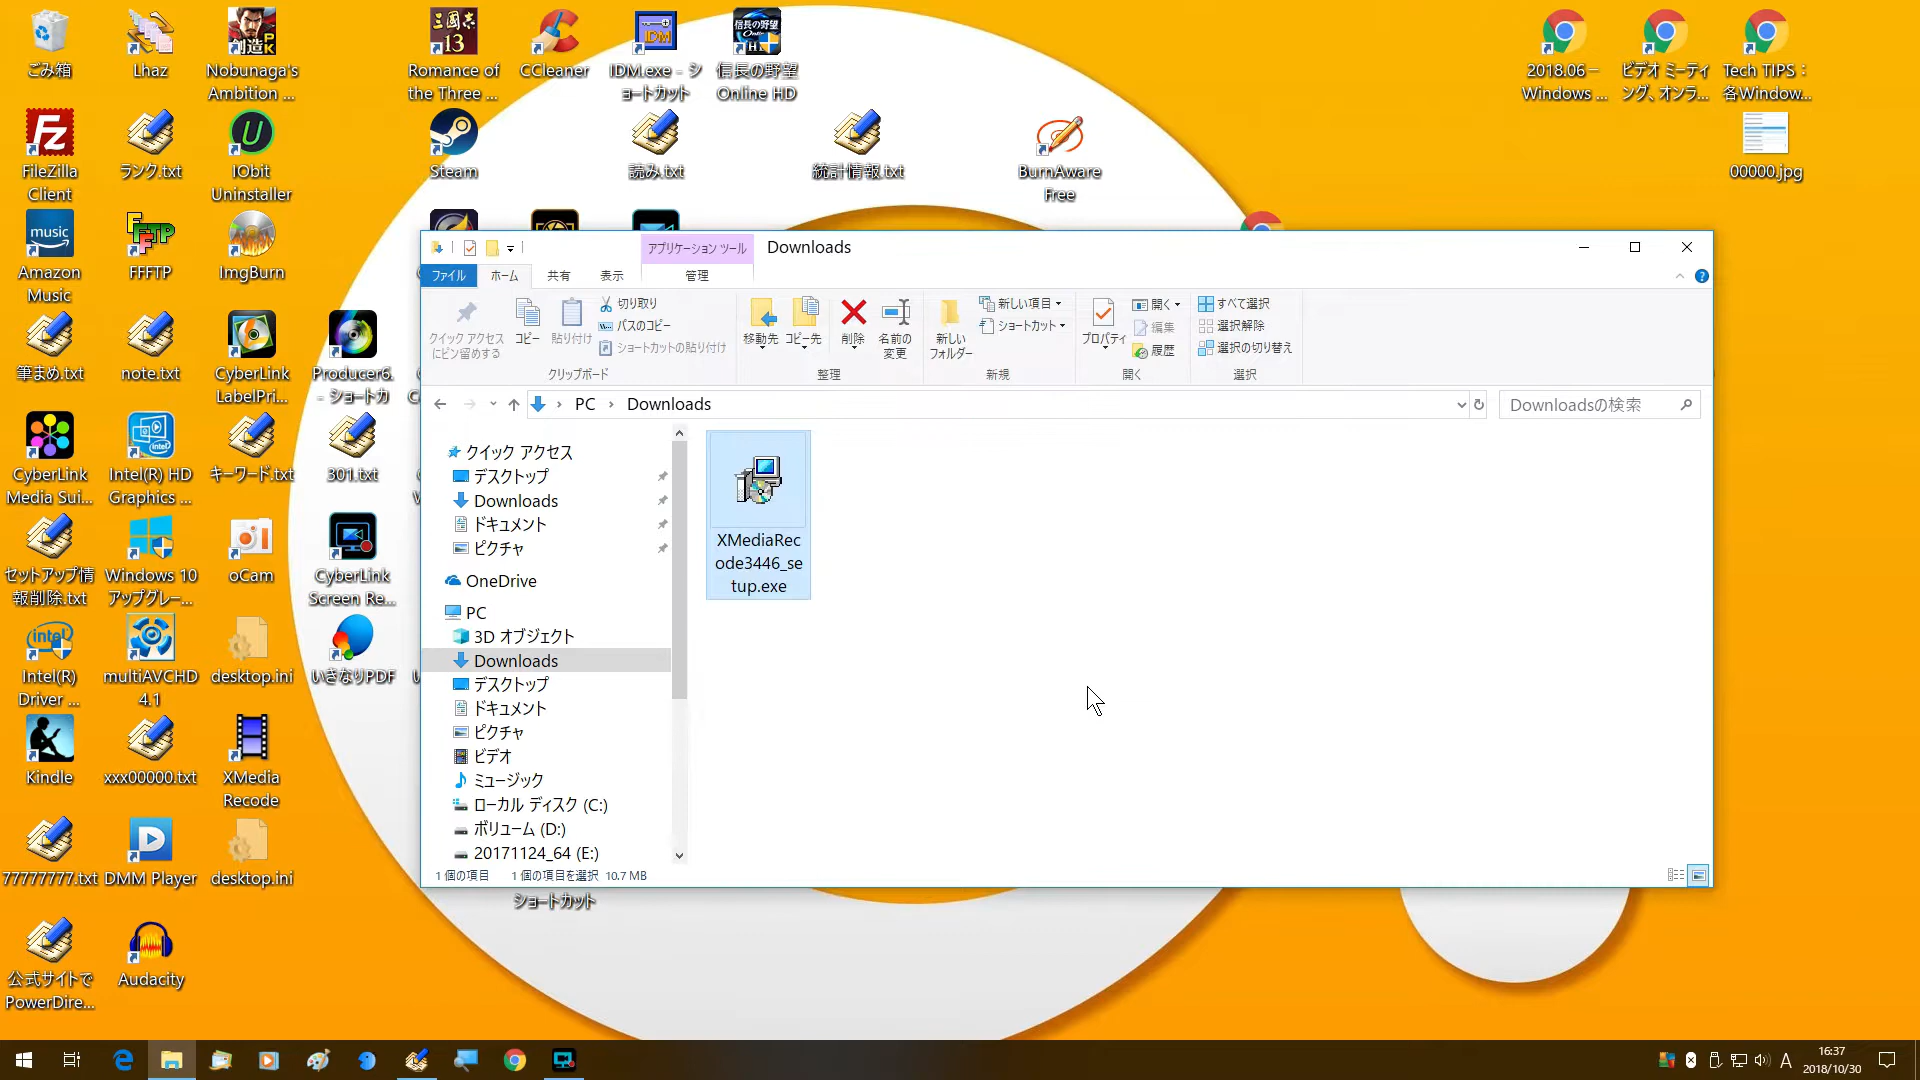 ごみ箱
Lhaz
Nobunaga's
Ambition ...
Romance of
the Three ...
CCleaner
IDM.exe - シ
ョートカット
信長の野望
Online HD
2018.06 –
Windows ...
ビデオ ミーティ
ング、オンラ...
Tech TIPS：
各Window...
FileZilla
Client
ランク.txt
IObit
Uninstaller
Steam
読み.txt
統計情報.txt
BurnAware
Free
00000.jpg
Amazon
Music
FFFTP
ImgBurn
筆まめ.txt
note.txt
CyberLink
LabelPri...
Producer6.
- ショートカ
CyberLink
Media Sui...
Intel(R) HD
Graphics ...
キーワード.txt
301.txt
セットアップ情
報削除.txt
Windows 10
アップグレー...
oCam
CyberLink
Screen Re...
Intel(R)
Driver ...
multiAVCHD
4.1
desktop.ini
いきなりPDF
Kindle
xxx00000.txt
XMedia
Recode
77777777.txt
DMM Player
desktop.ini
ショートカット
公式サイトで
PowerDire...
Audacity
アプリケーション ツール
Downloads
ファイル
ホーム
共有
表示
管理
クイック アクセス
にピン留めする
コピー
貼り付け
切り取り
パスのコピー
ショートカットの貼り付け
クリップボード
移動先
コピー先
削除
名前の
変更
整理
新しい
フォルダー
新しい項目
ショートカット
新規
プロパティ
開く
編集
履歴
開く
すべて選択
選択解除
選択の切り替え
選択
PC
Downloads
Downloadsの検索
クイック アクセス
デスクトップ
Downloads
ドキュメント
ピクチャ
OneDrive
PC
3D オブジェクト
Downloads
デスクトップ
ドキュメント
ピクチャ
ビデオ
ミュージック
ローカル ディスク (C:)
ボリューム (D:)
20171124_64 (E:)
XMediaRec
ode3446_se
tup.exe
1 個の項目
1 個の項目を選択 10.7 MB
A
16:37
2018/10/30